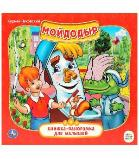 Корней Чуковский
МОЙДОДЫР
КНИЖКА-ПАНОРАМКА
ДЛЯ МАЛЫШЕЙ